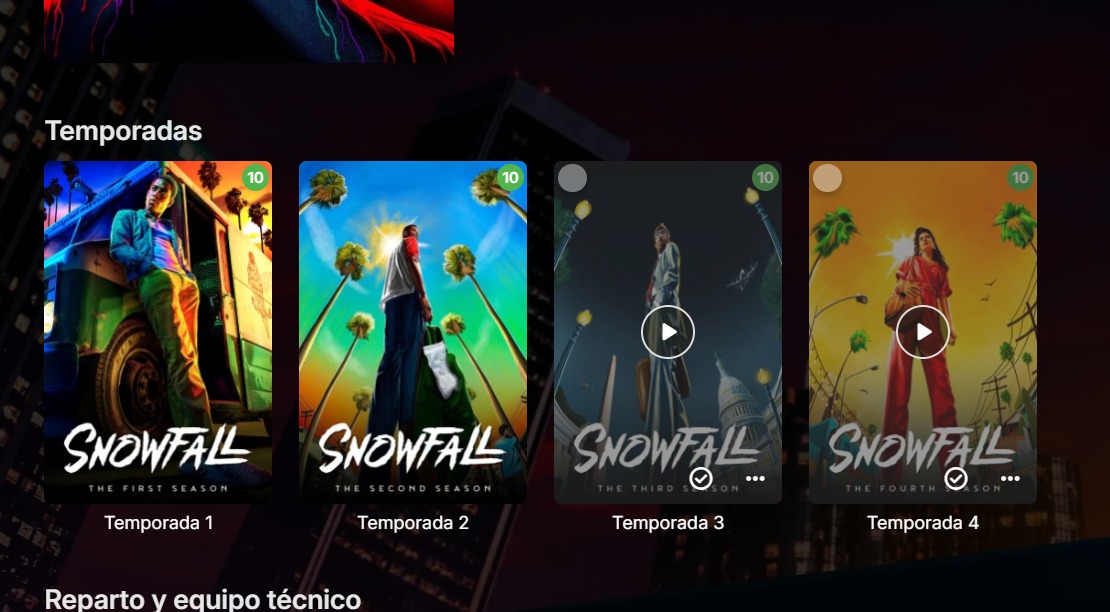 Temporadas
10
10
10
10
SNOWFALL
THE FIRST SEASON
Temporada 1
SNOWFALL
THE SECOND SEASON
Temporada 2
SNOWFALL
THE THIRD SEASON
Temporada 3
SNOWFALL
THE FOURTH SEASON
Temporada 4
Reparto y equipo técnico